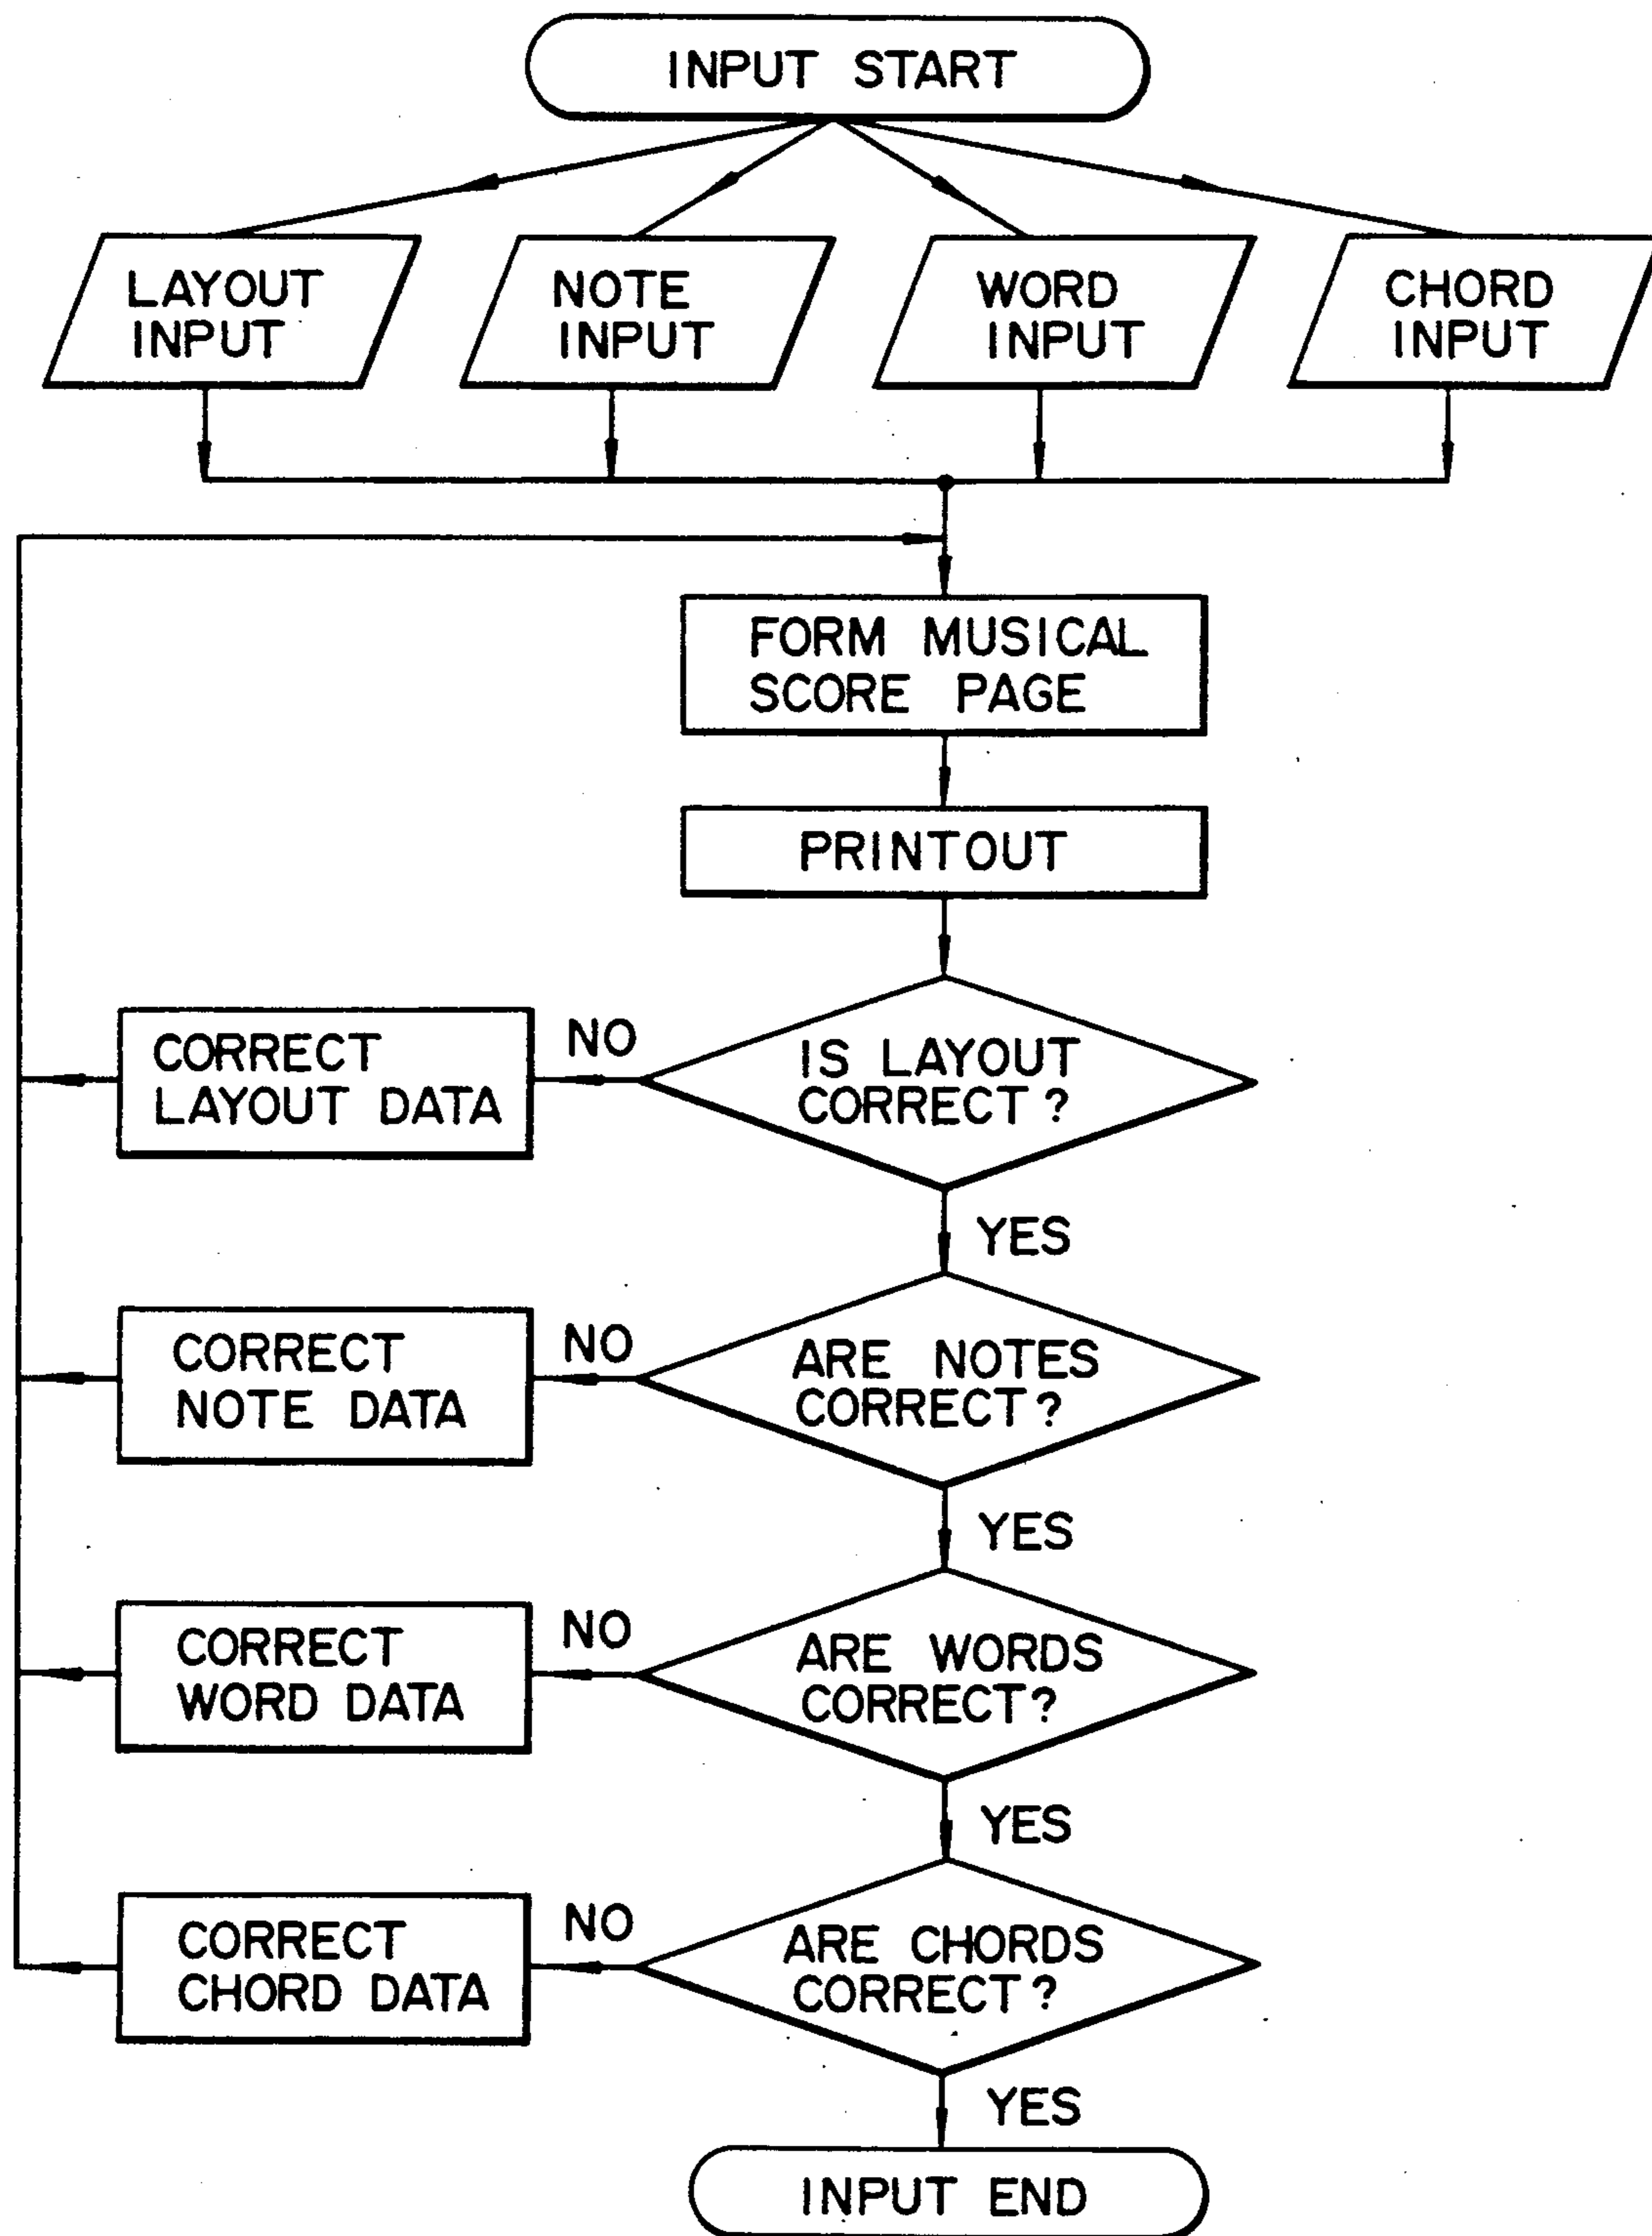 INPUT START
LAYOUT
INPUT
NOTE
INPUT
WORD
INPUT
CHORD
INPUT
FORM MUSICAL
SCORE PAGE
PRINTOUT
IS LAYOUT
CORRECT?
NO
CORRECT
LAYOUT DATA
YES
ARE NOTES
CORRECT?
NO
CORRECT
NOTE DATA
YES
ARE WORDS
CORRECT?
NO
CORRECT
WORD DATA
YES
ARE CHORDS
CORRECT?
NO
CORRECT
CHORD DATA
YES
INPUT END